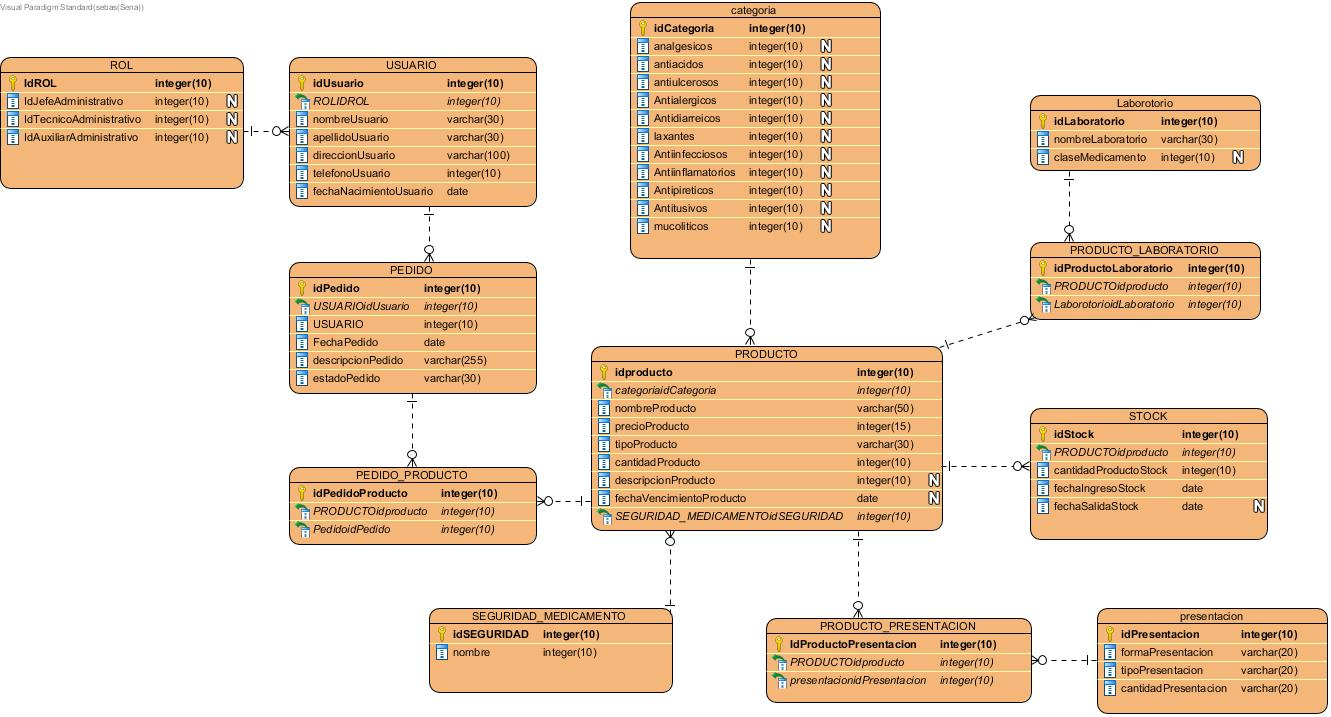 Visual Paradigm Standard(sebas(Sena))
ROL
IdROL integer(10)
IdJefeAdministrativo integer(10) N
IdTecnicoAdministrativo integer(10) N
IdAuxiliarAdministrativo integer(10) N
USUARIO
idUsuario integer(10)
ROLIDROL integer(10)
nombreUsuario varchar(30)
apellidoUsuario varchar(30)
direccionUsuario varchar(100)
telefonoUsuario integer(10)
fechaNacimientoUsuario date
categoria
idCategoria integer(10)
analgesicos integer(10) N
antiacidos integer(10) N
antiulcerosos integer(10) N
Antialergicos integer(10) N
Antidiarreicos integer(10) N
laxantes integer(10) N
Antiinfecciosos integer(10) N
Antiinflamatorios integer(10) N
Antipireticos integer(10) N
Antitusivos integer(10) N
mucoliticos integer(10) N
Laborotorio
idLaboratorio integer(10)
nombreLaboratorio varchar(30)
claseMedicamento integer(10) N
PEDIDO
idPedido integer(10)
USUARIOidUsuario integer(10)
USUARIO integer(10)
FechaPedido date
descripcionPedido varchar(255)
estadoPedido varchar(30)
PRODUCTO_LABORATORIO
idProductoLaboratorio integer(10)
PRODUCTOidproducto integer(10)
LaborotorioidLaboratorio integer(10)
PRODUCTO
idproducto integer(10)
categoriaidCategoria integer(10)
nombreProducto varchar(50)
precioProducto integer(15)
tipoProducto varchar(30)
cantidadProducto integer(10)
descripcionProducto integer(10) N
fechaVencimientoProducto date N
SEGURIDAD_MEDICAMENTOidSEGURIDAD integer(10)
STOCK
idStock integer(10)
PRODUCTOidproducto integer(10)
cantidadProductoStock integer(10)
fechaIngresoStock date
fechaSalidaStock date N
PEDIDO_PRODUCTO
idPedidoProducto integer(10)
PRODUCTOidproducto integer(10)
PedidoidPedido integer(10)
SEGURIDAD_MEDICAMENTO
idSEGURIDAD integer(10)
nombre integer(10)
PRODUCTO_PRESENTACION
IdProductoPresentacion integer(10)
PRODUCTOidproducto integer(10)
presentacionidPresentacion integer(10)
presentacion
idPresentacion integer(10)
formaPresentacion varchar(20)
tipoPresentacion varchar(20)
cantidadPresentacion varchar(20)